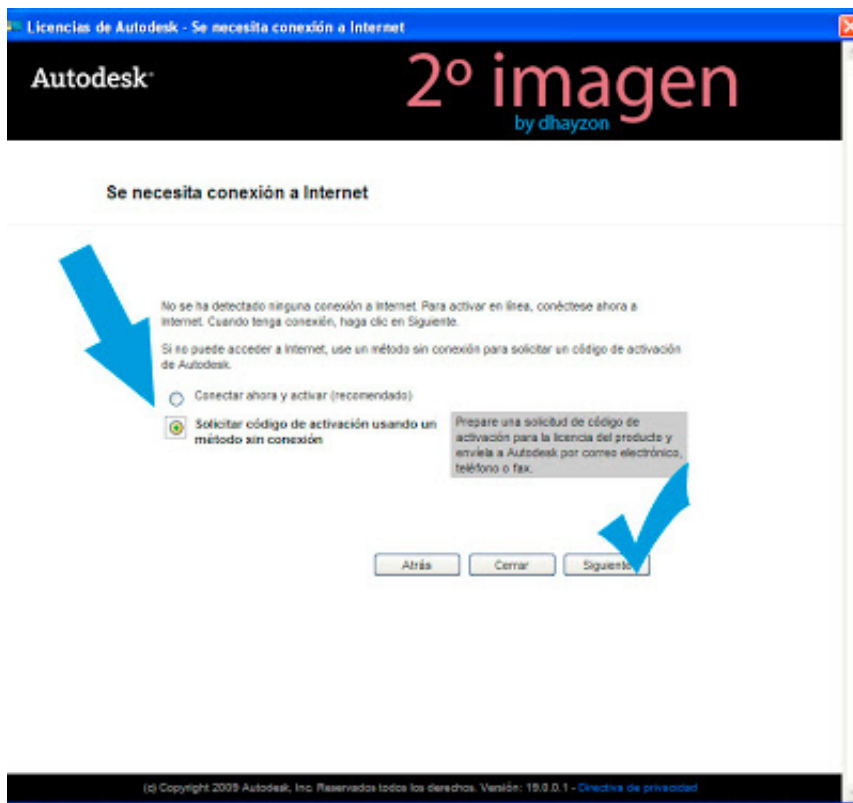 Licencias de Autodesk - Se necesita conexión a Internet
Autodesk
2º imagen
by dhayzon
Se necesita conexión a Internet
No se ha detectado ninguna conexión a Internet. Para activar en línea, conéctese ahora a
Internet. Cuando tenga conexión, haga clic en Siguiente.
Si no puede acceder a Internet, use un método sin conexión para solicitar un código de activación
de Autodesk.
Conectar ahora y activar (recomendado)
Solicitar código de activación usando un
método sin conexión
Prepare una solicitud de código de
activación para la licencia del producto y
envíela a Autodesk por correo electrónico,
teléfono o fax.
Atrás
Cerrar
Siguiente
(c) Copyright 2009 Autodesk, Inc. Reservados todos los derechos. Versión: 19.0.0.1 - Directiva de privacidad